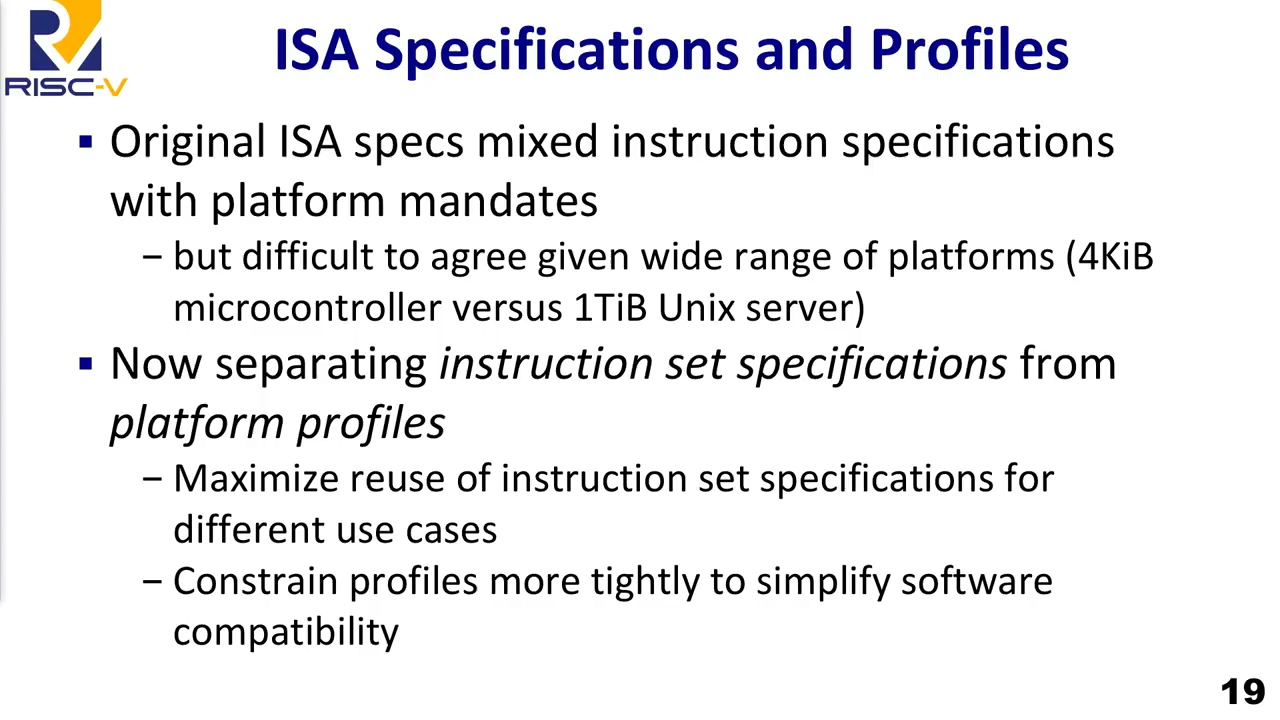 RISC-V
ISA Specifications and Profiles
▪ Original ISA specs mixed instruction specifications
with platform mandates
– but difficult to agree given wide range of platforms (4KiB
microcontroller versus 1TiB Unix server)
▪ Now separating instruction set specifications from
platform profiles
– Maximize reuse of instruction set specifications for
different use cases
– Constrain profiles more tightly to simplify software
compatibility
19